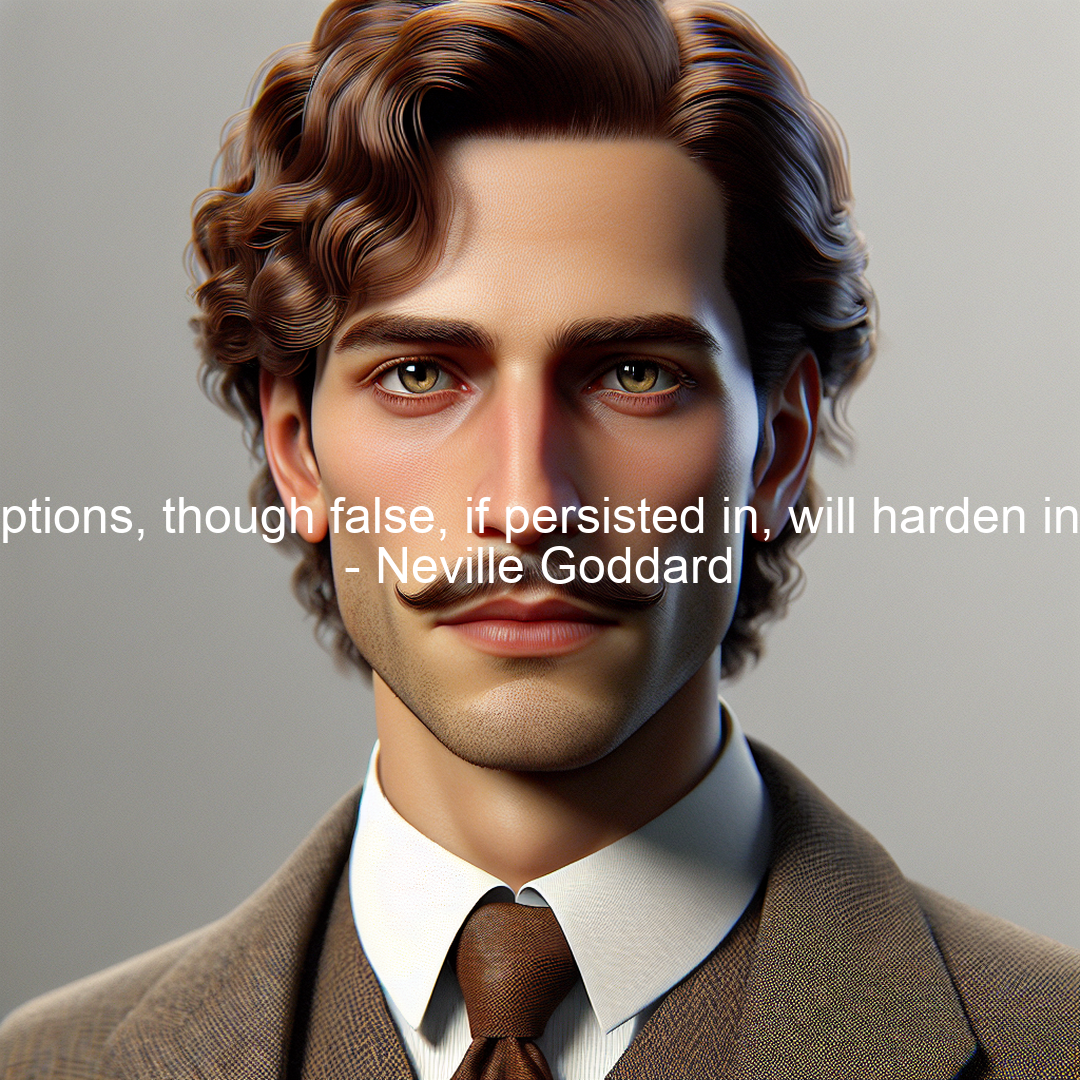 ptions, though false, if persisted in, will harden in
- Neville Goddard